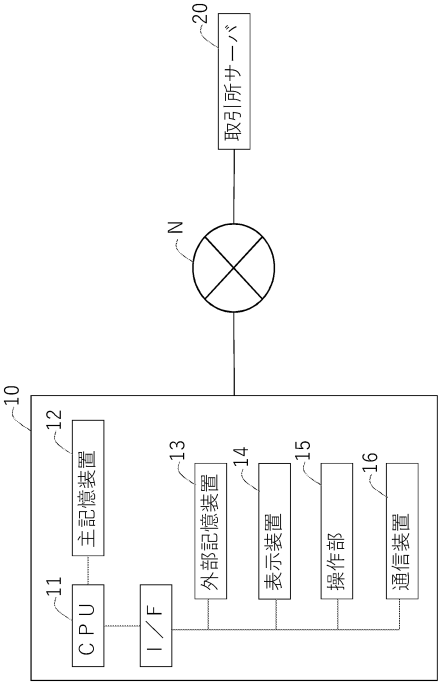 10
11
ＣＰＵ
12
主記憶装置
Ｉ／Ｆ
13
外部記憶装置
14
表示装置
15
操作部
16
通信装置
N
20
取引所サーバ